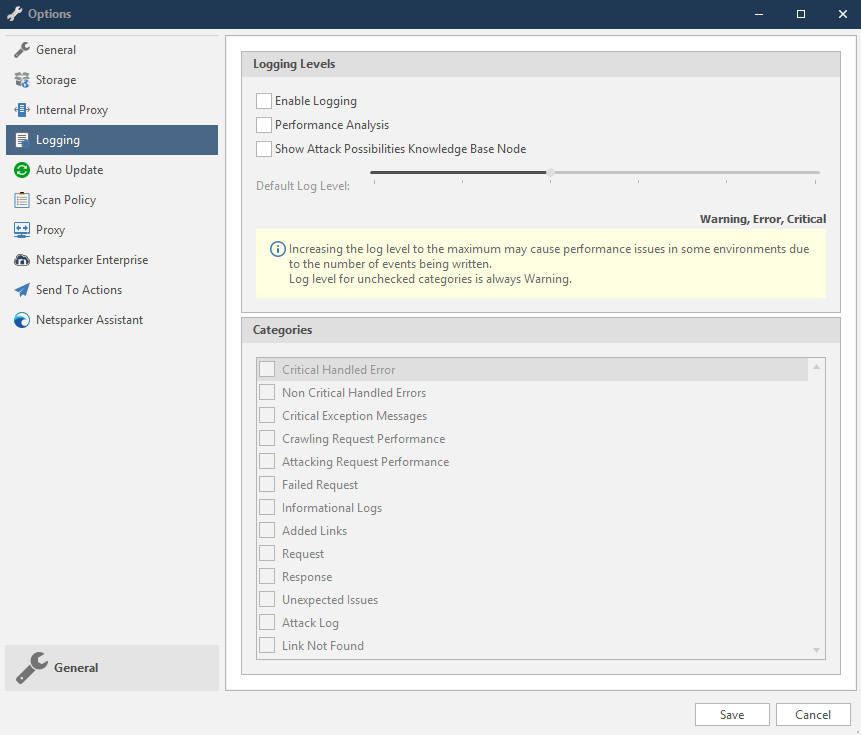 Options
General
Storage
Internal Proxy
Logging
Auto Update
Scan Policy
Proxy
Netsparker Enterprise
Send To Actions
Netsparker Assistant
General
Logging Levels
Enable Logging
Performance Analysis
Show Attack Possibilities Knowledge Base Node
Default Log Level:
Warning, Error, Critical
Increasing the log level to the maximum may cause performance issues in some environments due
to the number of events being written.
Log level for unchecked categories is always Warning.
Categories
Critical Handled Error
Non Critical Handled Errors
Critical Exception Messages
Crawling Request Performance
Attacking Request Performance
Failed Request
Informational Logs
Added Links
Request
Response
Unexpected Issues
Attack Log
Link Not Found
Save
Cancel